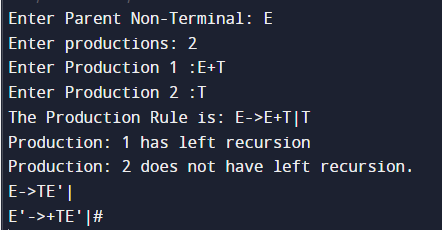 Enter Parent Non-Terminal: E
Enter productions: 2
Enter Production 1 :E+T
Enter Production 2 :T
The Production Rule is: E->E+T|T
Production: 1 has left recursion
Production: 2 does not have left recursion.
E->TE'|
E'->+TE'|#